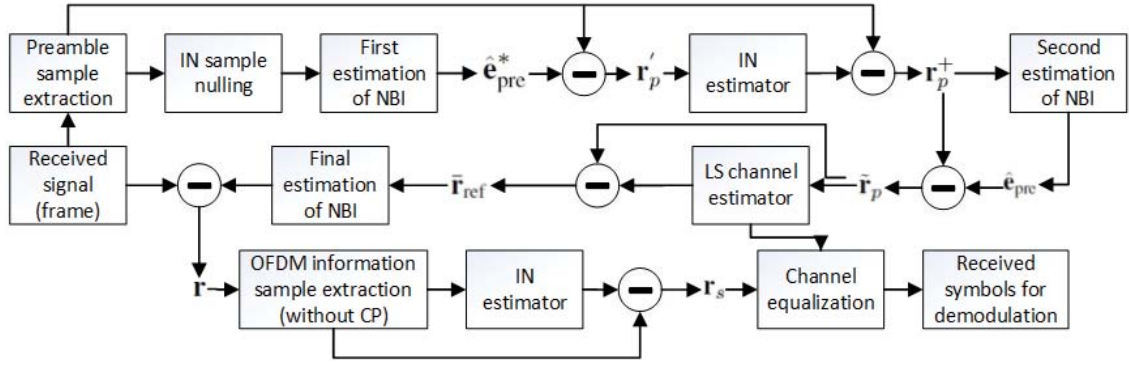 Preamble
sample
extraction
IN sample
nulling
First
estimation
of NBI
ê*pre
r′p
IN
estimator
r+p
Second
estimation
of NBI
Received
signal
(frame)
Final
estimation
of NBI
r̄ref
LS channel
estimator
r̃p
êpre
r
OFDM information
sample extraction
(without CP)
IN
estimator
rs
Channel
equalization
Received
symbols for
demodulation